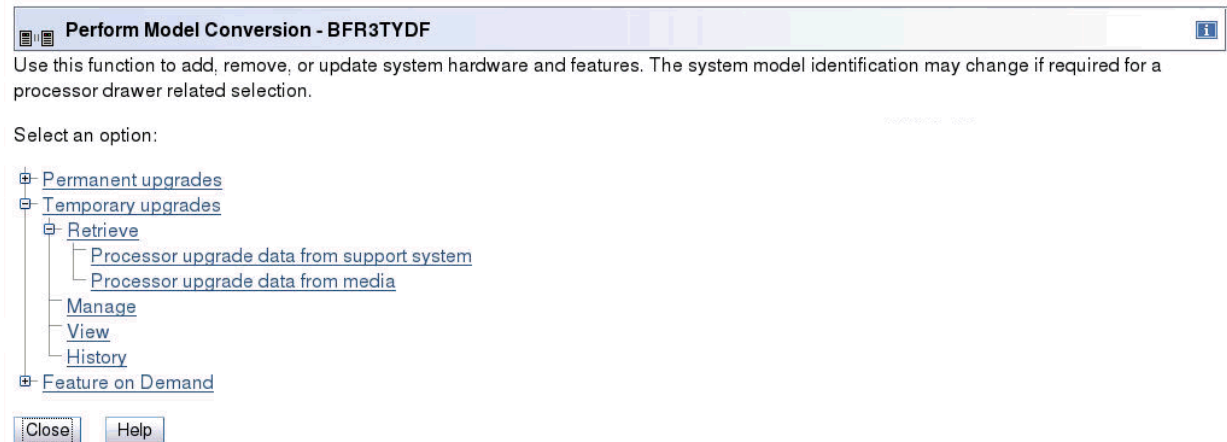 Perform Model Conversion - BFR3TYDF
i
Use this function to add, remove, or update system hardware and features. The system model identification may change if required for a
processor drawer related selection.
Select an option:
Permanent upgrades
Temporary upgrades
Retrieve
Processor upgrade data from support system
Processor upgrade data from media
Manage
View
History
Feature on Demand
Close Help